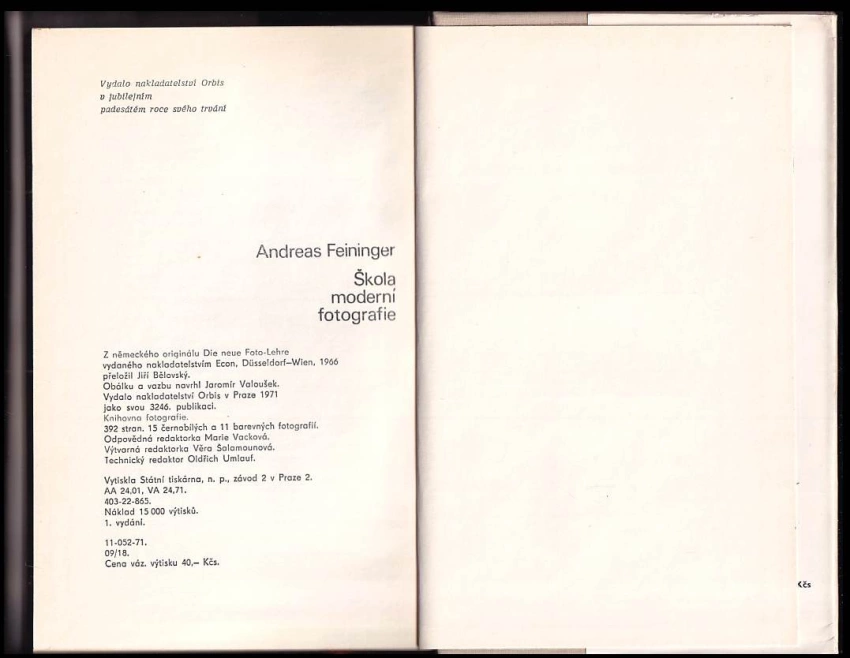 Vydalo nakladatelství Orbis
v jubilejním
padesátém roce svého trvání
Andreas Feininger
Škola
moderní
fotografie
Z německého originálu Die neue Foto-Lehre
vydaného nakladatelstvím Econ, Düsseldorf–Wien, 1966
přeložil Jiří Bělovský.
Obálku a vazbu navrhl Jaromír Valoušek.
Vydalo nakladatelství Orbis v Praze 1971
jako svou 3246. publikaci.
Knihovna fotografie.
392 stran. 15 černobílých a 11 barevných fotografií.
Odpovědná redaktorka Marie Vacková.
Výtvarná redaktorka Věra Šalamounová.
Technický redaktor Oldřich Umlauf.
Vytiskla Státní tiskárna, n. p., závod 2 v Praze 2.
AA 24,01, VA 24,71.
403-22-865.
Náklad 15 000 výtisků.
1. vydání.
11-052-71.
09/18.
Cena váz. výtisku 40,– Kčs.
Kčs